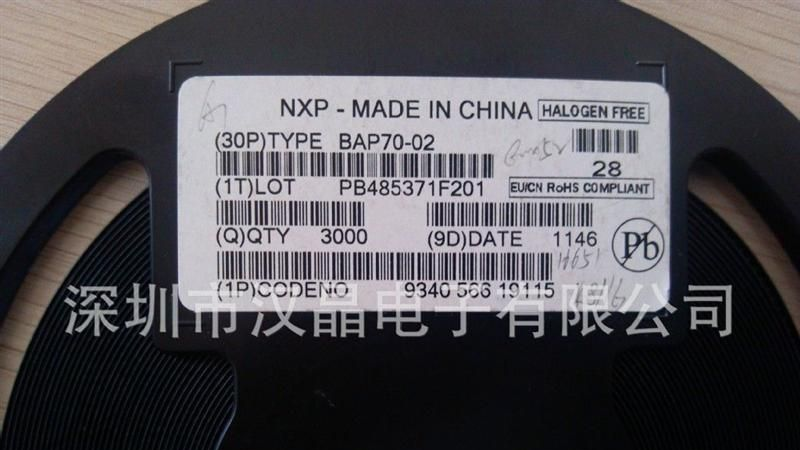 NXP - MADE IN CHINA HALOGEN FREE
(30P)TYPE BAP70-02
28
(1T)LOT PB485371F201
EU/CN RoHS COMPLIANT
(Q)QTY 3000 (9D)DATE 1146
Pb
(1P)CODENO 9340 566 19115
深圳市汉晶电子有限公司